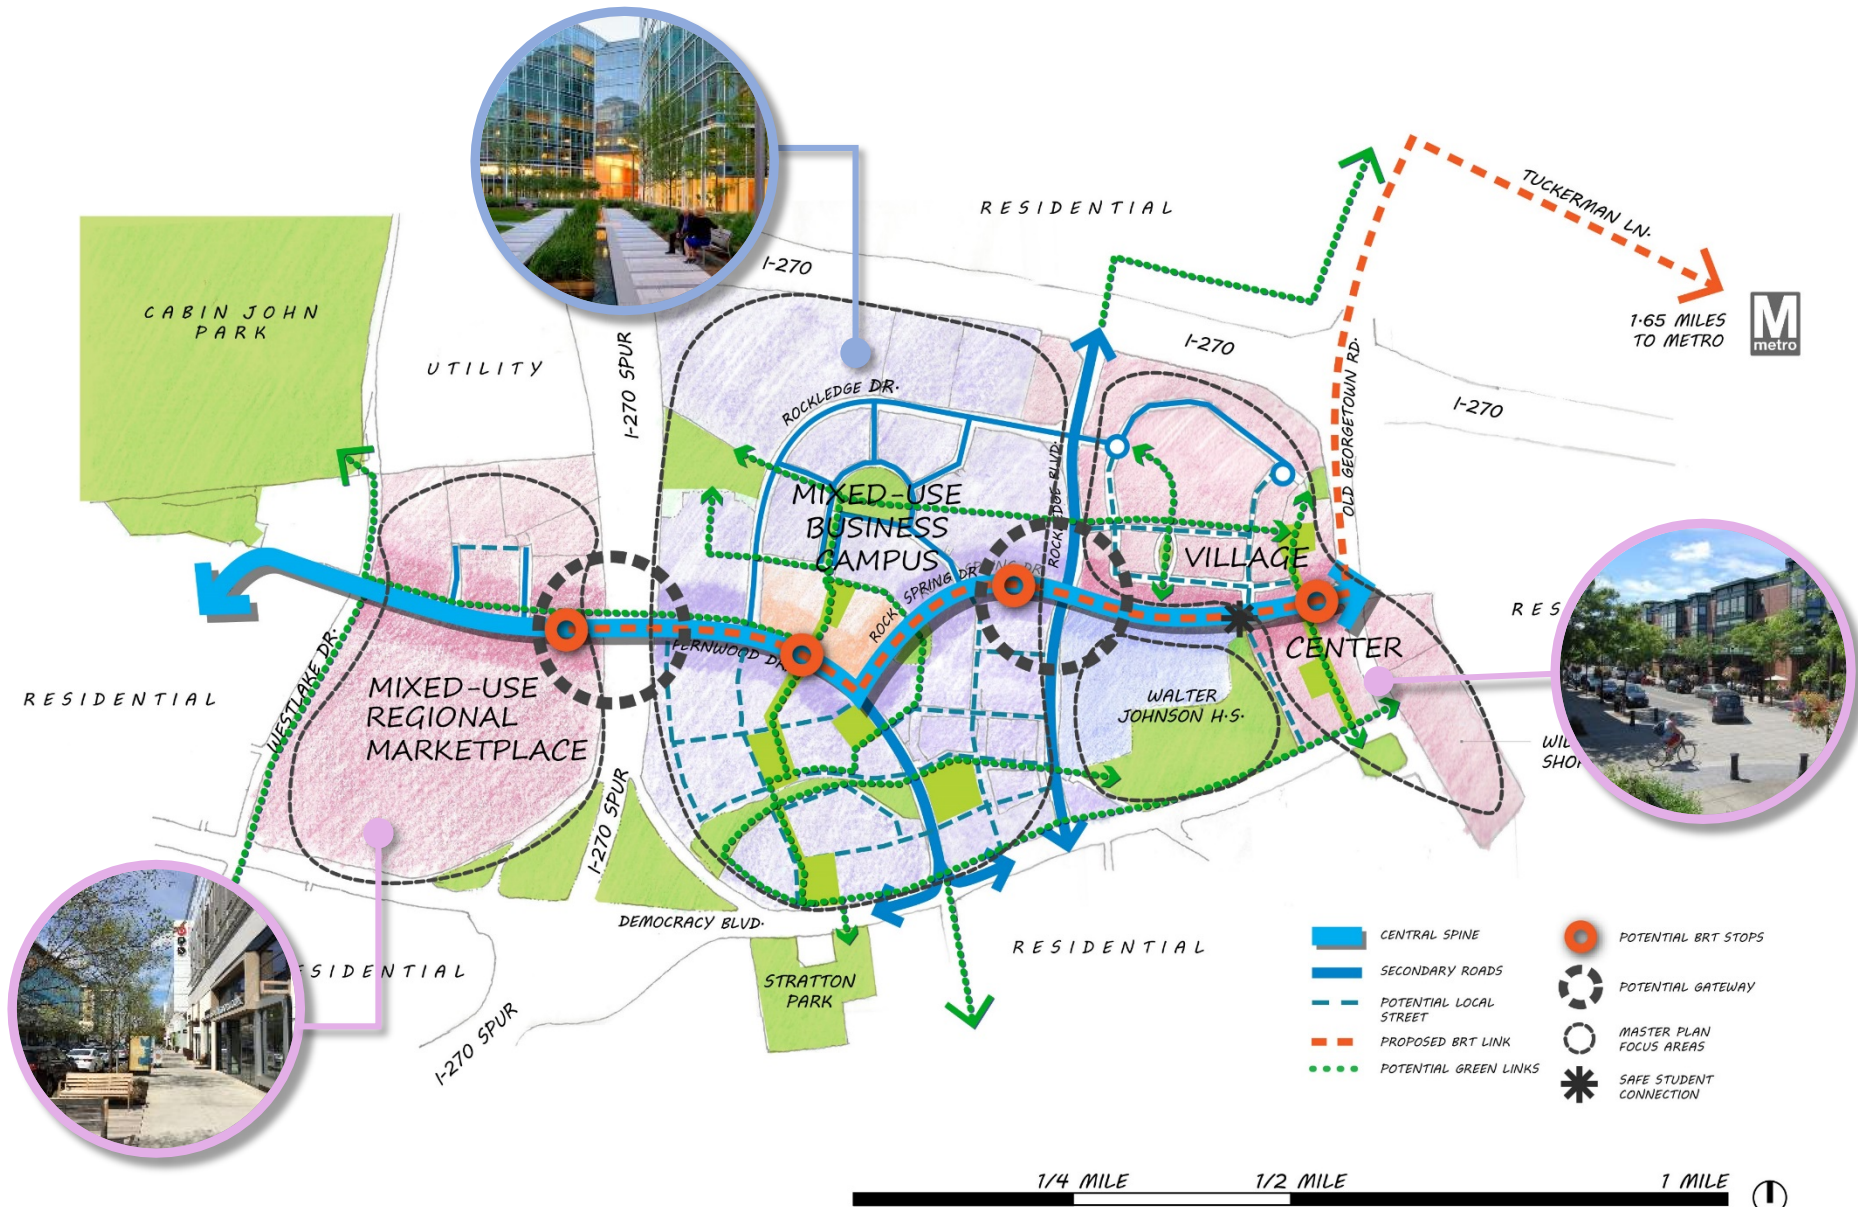 RESIDENTIAL
I-270
TUCKERMAN LN.
CABIN JOHN
PARK
UTILITY
I-270 SPUR
I-270
1.65 MILES
TO METRO
M
metro
ROCKLEDGE DR.
OLD GEORGETOWN RD.
I-270
ROCKLEDGE BLVD.
MIXED-USE
BUSINESS
CAMPUS
VILLAGE
ROCK SPRING DR.
SPRING DR.
FERNWOOD DR.
CENTER
WESTLAKE DR.
RESIDENTIAL
MIXED-USE
REGIONAL
MARKETPLACE
WALTER
JOHNSON H.S.
I-270 SPUR
DEMOCRACY BLVD.
RESIDENTIAL
STRATTON
PARK
I-270 SPUR
CENTRAL SPINE
SECONDARY ROADS
POTENTIAL LOCAL
STREET
PROPOSED BRT LINK
POTENTIAL GREEN LINKS
POTENTIAL BRT STOPS
POTENTIAL GATEWAY
MASTER PLAN
FOCUS AREAS
SAFE STUDENT
CONNECTION
1/4 MILE
1/2 MILE
1 MILE